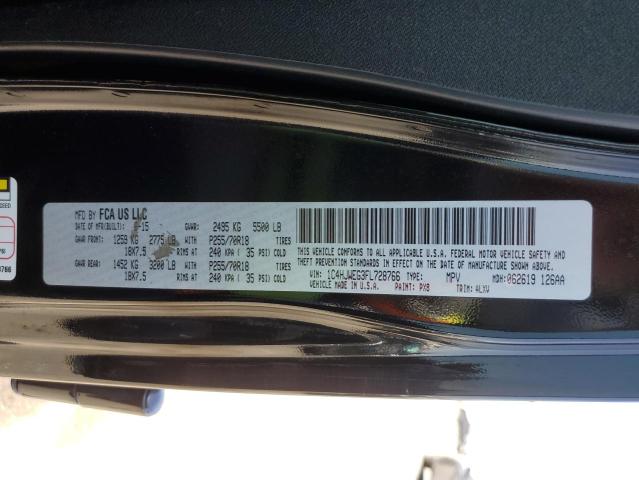 MFD BY FCA US LLC
DATE OF MFR(BUILT): -15 GVWR: 2495 KG 5500 LB
GAWR FRONT: 1259 KG 2775 LB WITH P255/70R18 TIRES
18X7.5 RIMS AT 240 KPA ( 35 PSI) COLD
GAWR REAR: 1452 KG 3200 LB WITH P255/70R18 TIRES
18X7.5 RIMS AT 240 KPA ( 35 PSI) COLD
THIS VEHICLE CONFORMS TO ALL APPLICABLE U.S.A. FEDERAL MOTOR VEHICLE SAFETY AND
THEFT PREVENTION STANDARDS IN EFFECT ON THE DATE OF MANUFACTURE SHOWN ABOVE.
VIN: 1C4HJWEG3FL728766 TYPE: MPV MDH: 062619 126AA
VEHICLE MADE IN U.S.A. PAINT: PX8 TRIM: ALXV